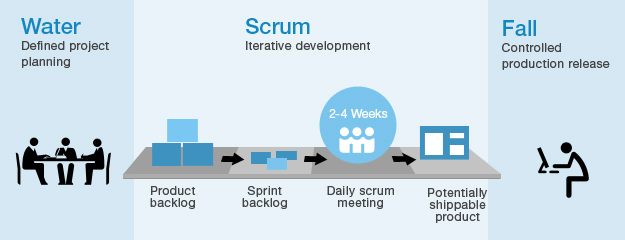 Water
Defined project
planning
Scrum
Iterative development
Fall
Controlled
production release
2-4 Weeks
Product
backlog
Sprint
backlog
Daily scrum
meeting
Potentially
shippable
product